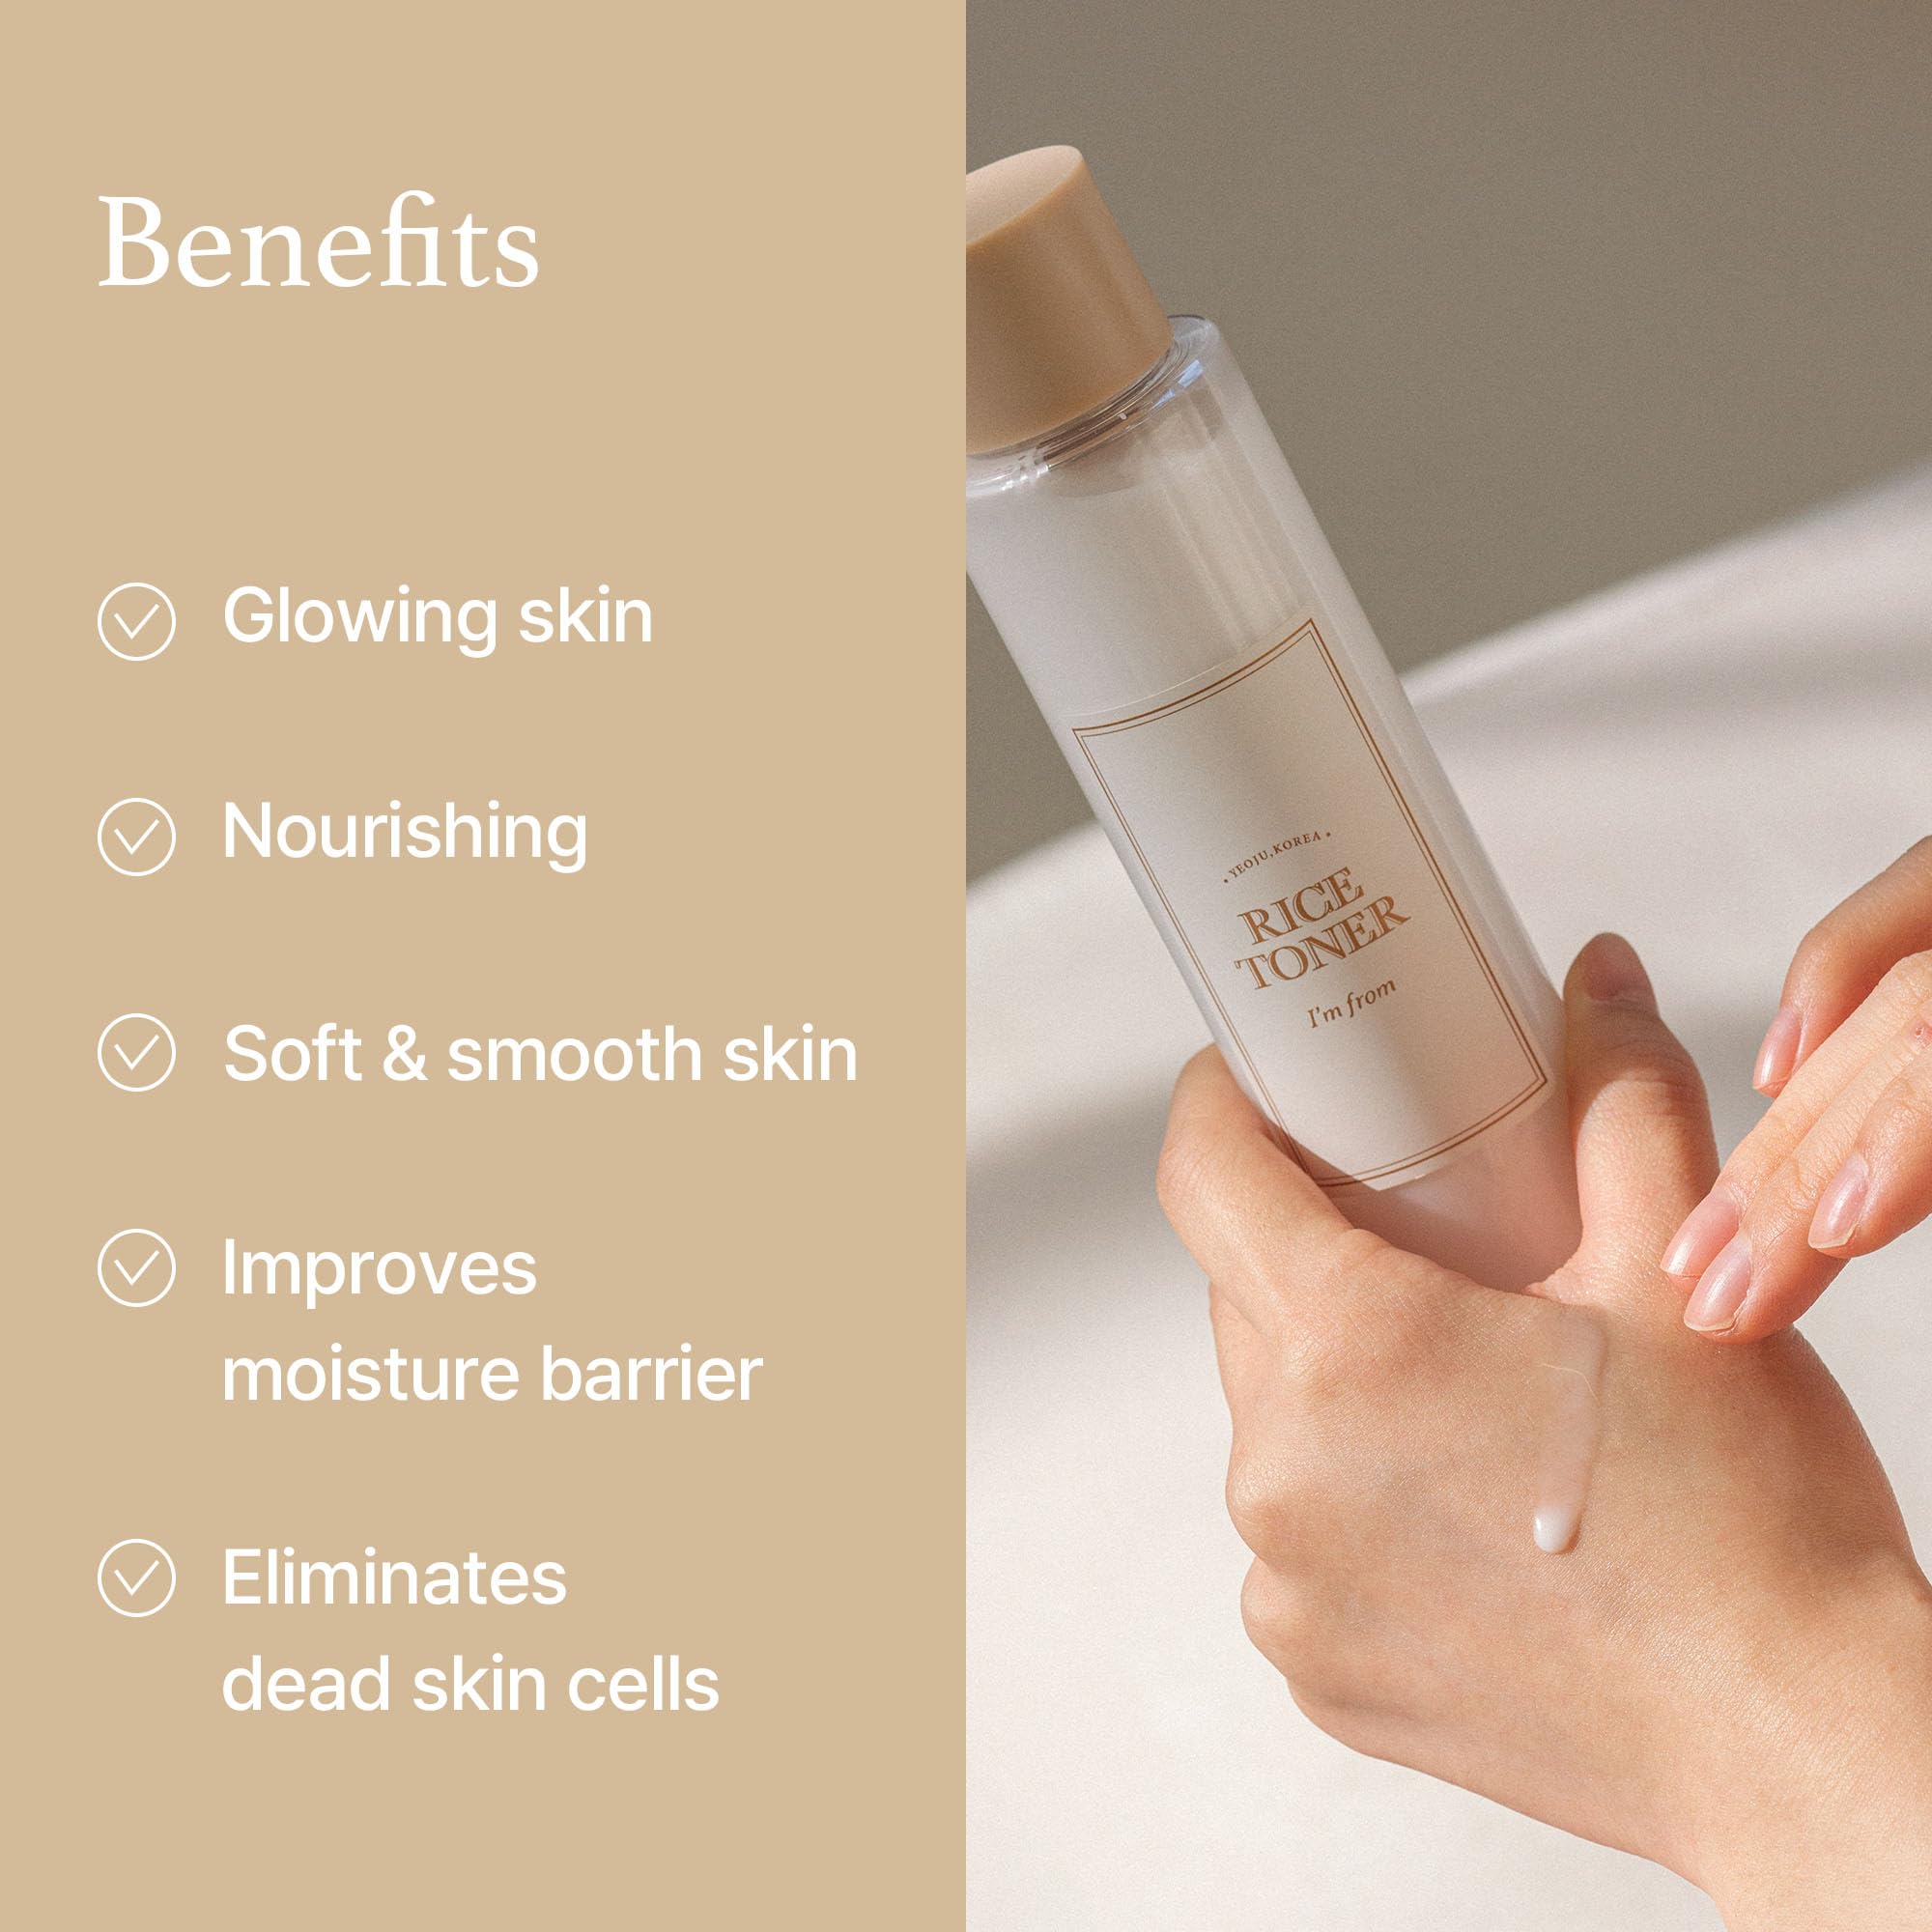 Benefits
Glowing skin
Nourishing
Soft & smooth skin
Improves
moisture barrier
Eliminates
dead skin cells
• YEOJU, KOREA •
RICE
TONER
I'm from